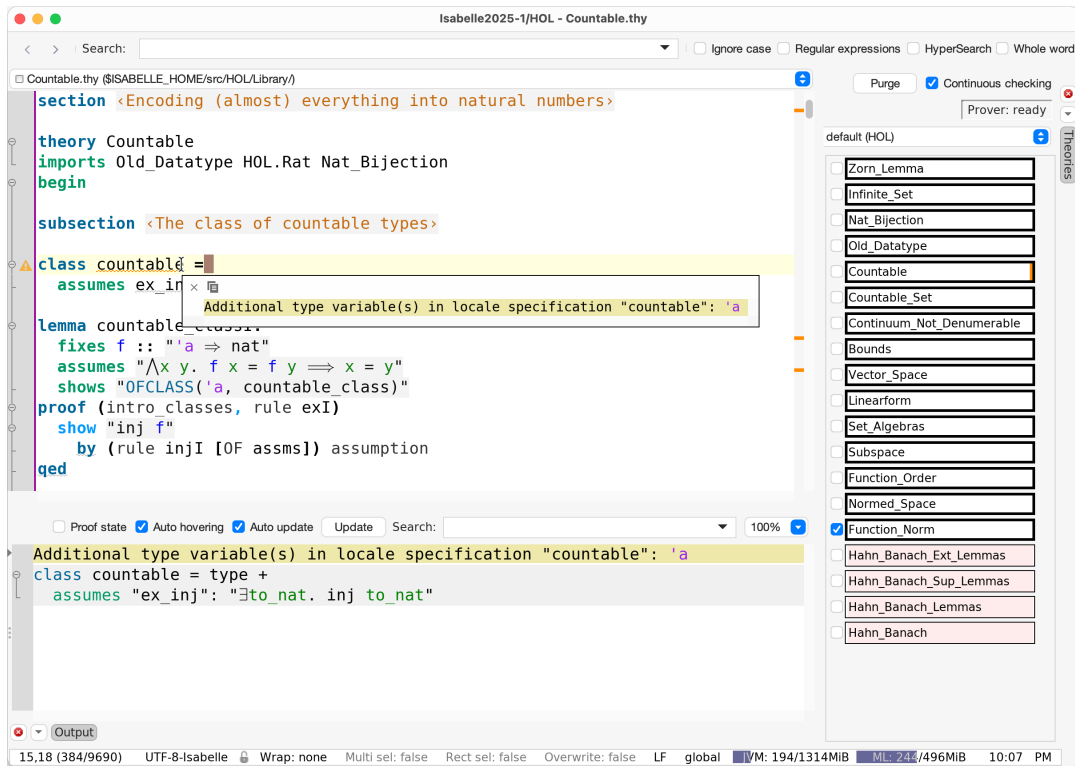 Isabelle2025-1/HOL - Countable.thy
Search:
Ignore case
Regular expressions
HyperSearch
Whole word
Countable.thy ($ISABELLE_HOME/src/HOL/Library/)
Purge
Continuous checking
Prover: ready
default (HOL)
Theories
section ‹Encoding (almost) everything into natural numbers›
theory Countable
imports Old_Datatype HOL.Rat Nat_Bijection
begin
subsection ‹The class of countable types›
class countable =
assumes ex_in
Additional type variable(s) in locale specification "countable": 'a
lemma countable_classI:
fixes f :: "'a ⇒ nat"
assumes "⋀x y. f x = f y ⟹ x = y"
shows "OFCLASS('a, countable_class)"
proof (intro_classes, rule exI)
show "inj f"
by (rule injI [OF assms]) assumption
qed
Zorn_Lemma
Infinite_Set
Nat_Bijection
Old_Datatype
Countable
Countable_Set
Continuum_Not_Denumerable
Bounds
Vector_Space
Linearform
Set_Algebras
Subspace
Function_Order
Normed_Space
Function_Norm
Hahn_Banach_Ext_Lemmas
Hahn_Banach_Sup_Lemmas
Hahn_Banach_Lemmas
Hahn_Banach
Proof state
Auto hovering
Auto update
Update
Search:
100%
Additional type variable(s) in locale specification "countable": 'a
class countable = type +
assumes "ex_inj": "∃to_nat. inj to_nat"
Output
15,18 (384/9690)
UTF-8-Isabelle
Wrap: none
Multi sel: false
Rect sel: false
Overwrite: false
LF
global
JVM: 194/1314MiB
ML: 244/496MiB
10:07 PM